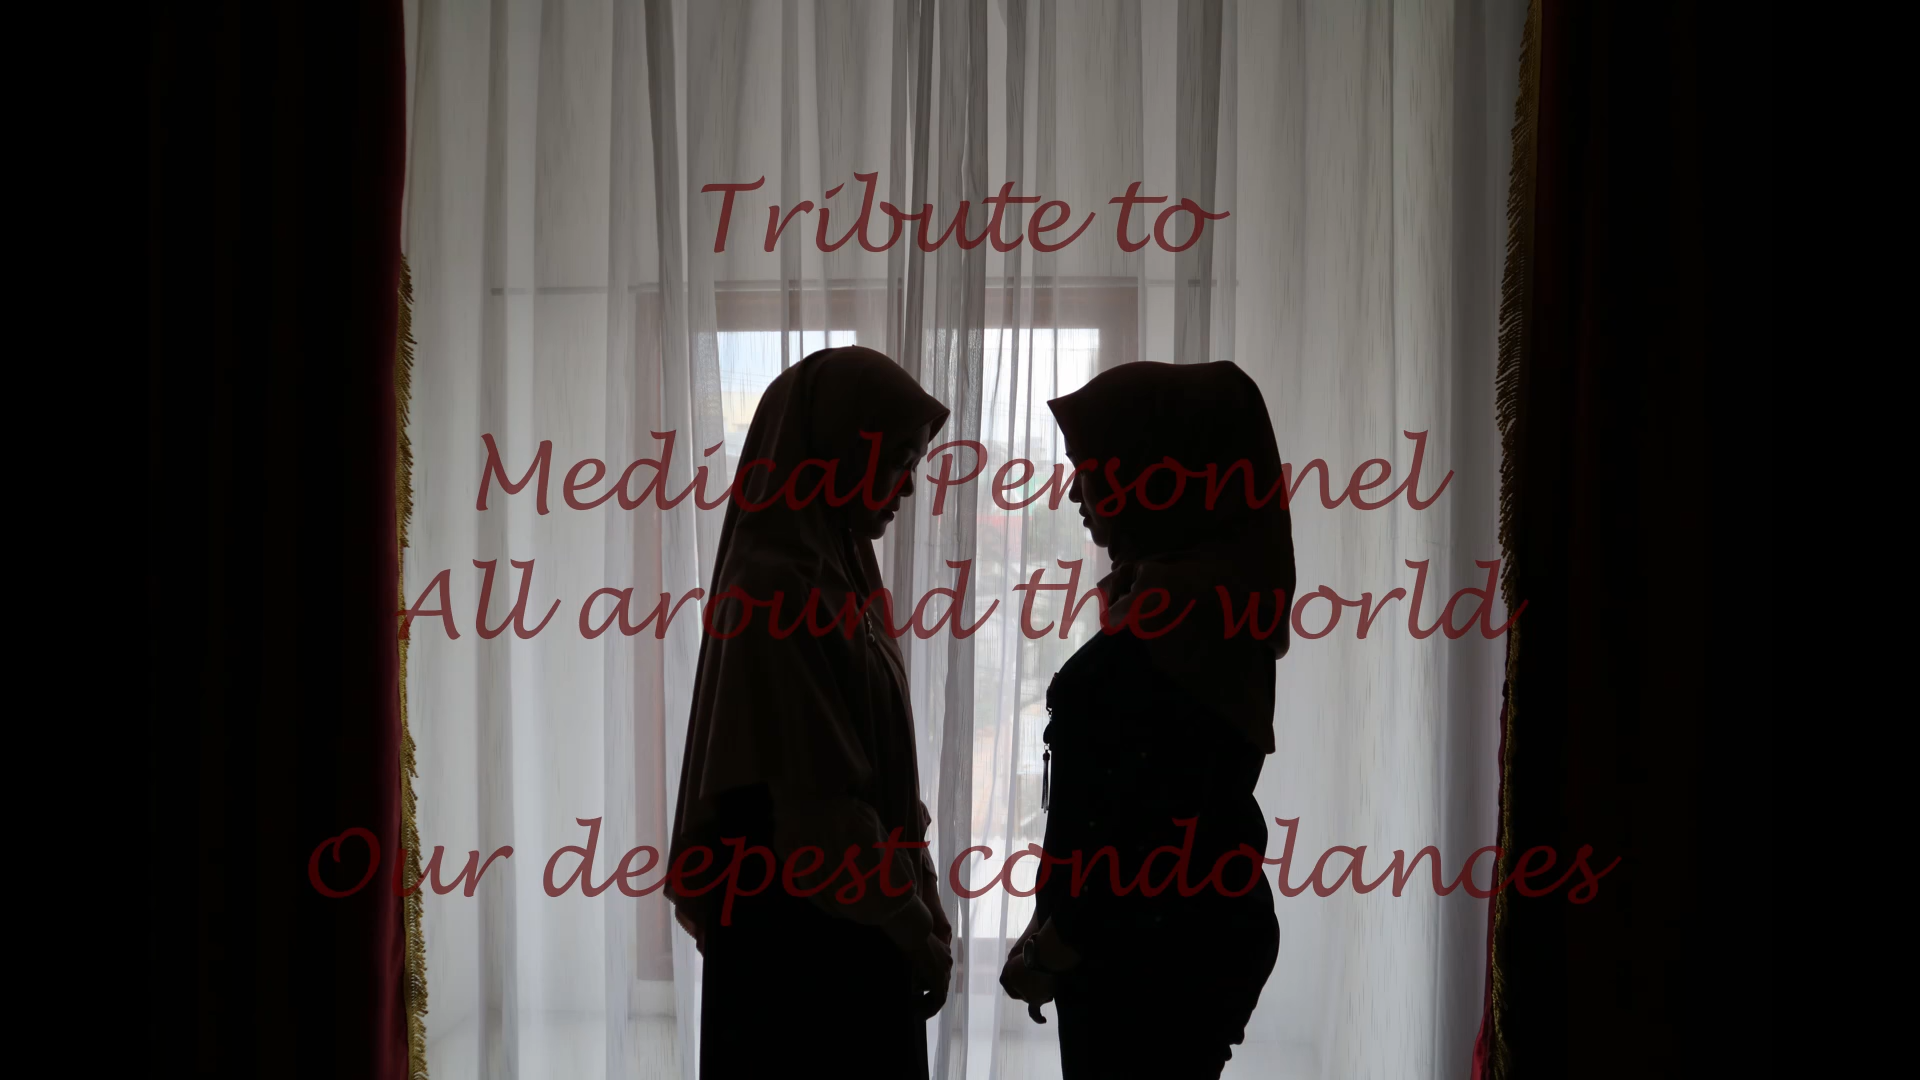 Tribute to
Medical Personnel
All around the world
Our deepest condolances